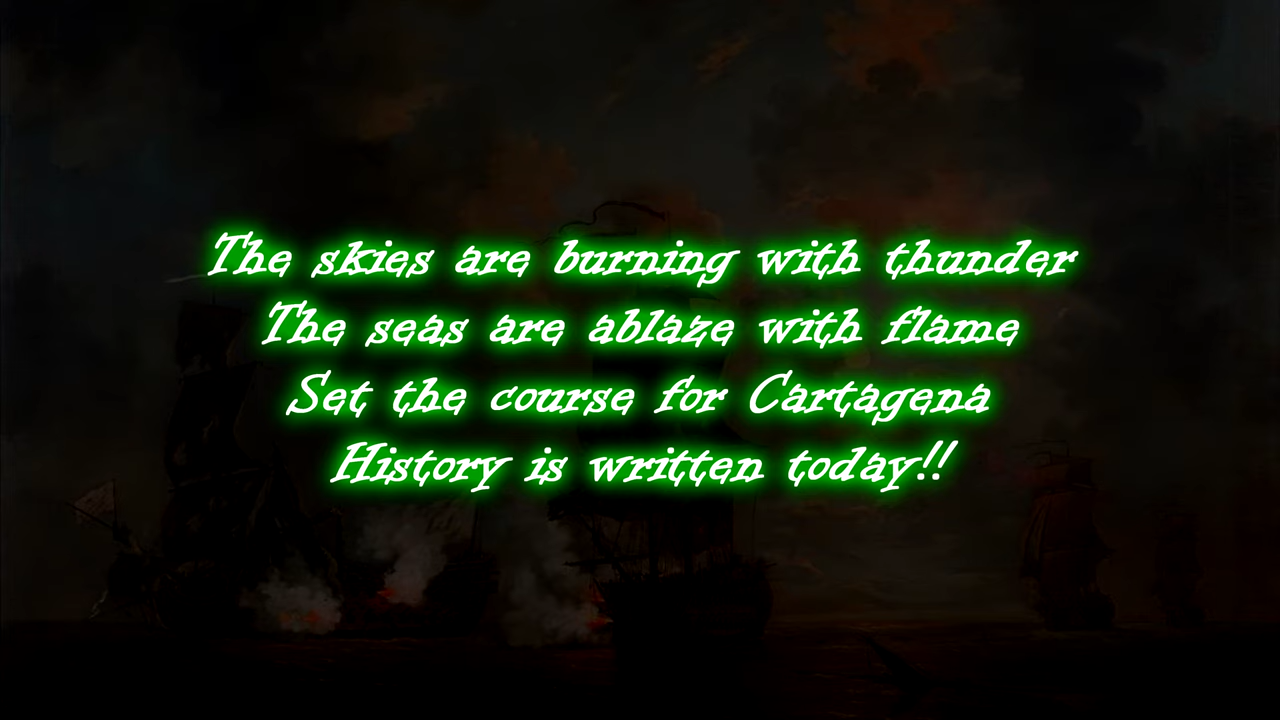 The skies are burning with thunder
The seas are ablaze with flame
Set the course for Cartagena
History is written today!!